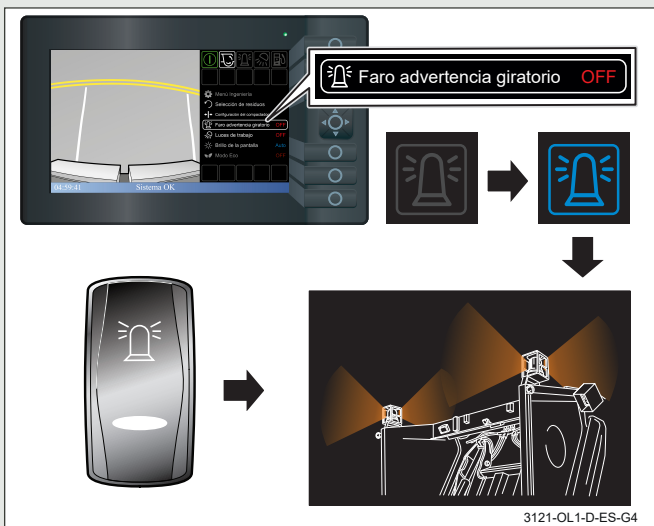 Faro advertencia giratorio OFF
Menú Ingeniería
Selección de residuos
Configuración de compactador
Faro advertencia giratorio OFF
Luces de trabajo OFF
Brillo de la pantalla Auto
Modo Eco OFF
04:59:41 Sistema OK
3121-OL1-D-ES-G4